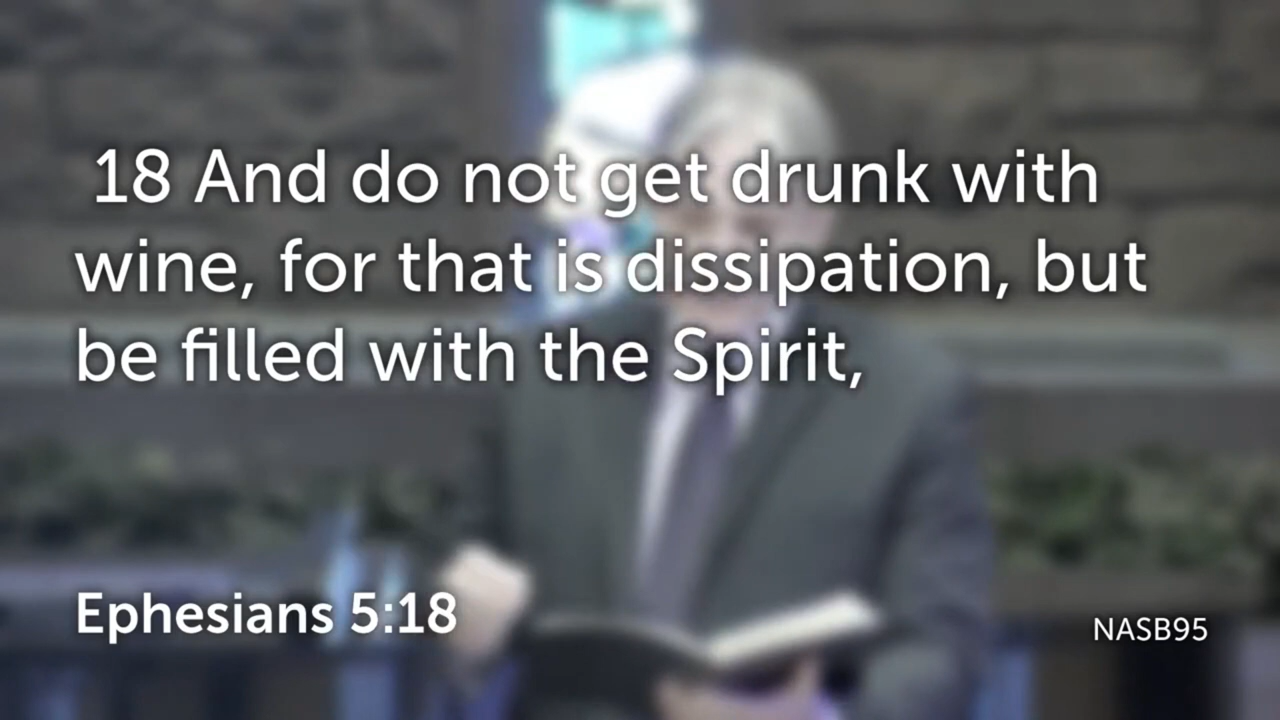 18 And do not get drunk with
wine, for that is dissipation, but
be filled with the Spirit,
Ephesians 5:18
NASB95